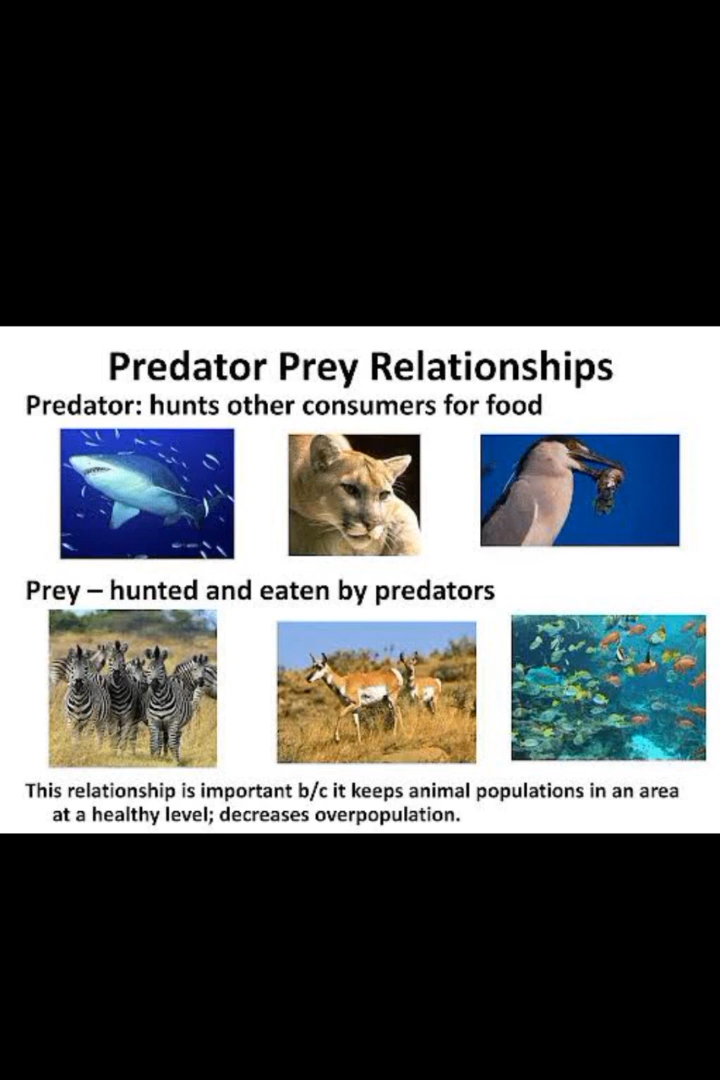 Predator Prey Relationships
Predator: hunts other consumers for food
Prey – hunted and eaten by predators
This relationship is important b/c it keeps animal populations in an area
at a healthy level; decreases overpopulation.